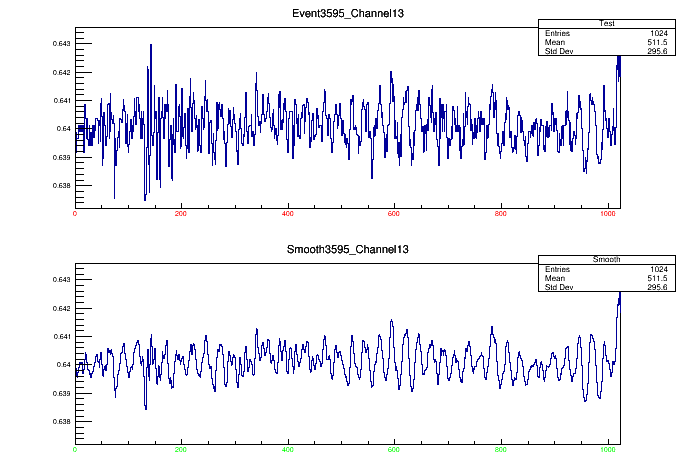 Event3595_Channel13
Test
Entries 1024
Mean 511.5
Std Dev 295.6
0.643
0.642
0.641
0.64
0.639
0.638
0 200 400 600 800 1000
Smooth3595_Channel13
Smooth
Entries 1024
Mean 511.5
Std Dev 295.6
0.643
0.642
0.641
0.64
0.639
0.638
0 200 400 600 800 1000